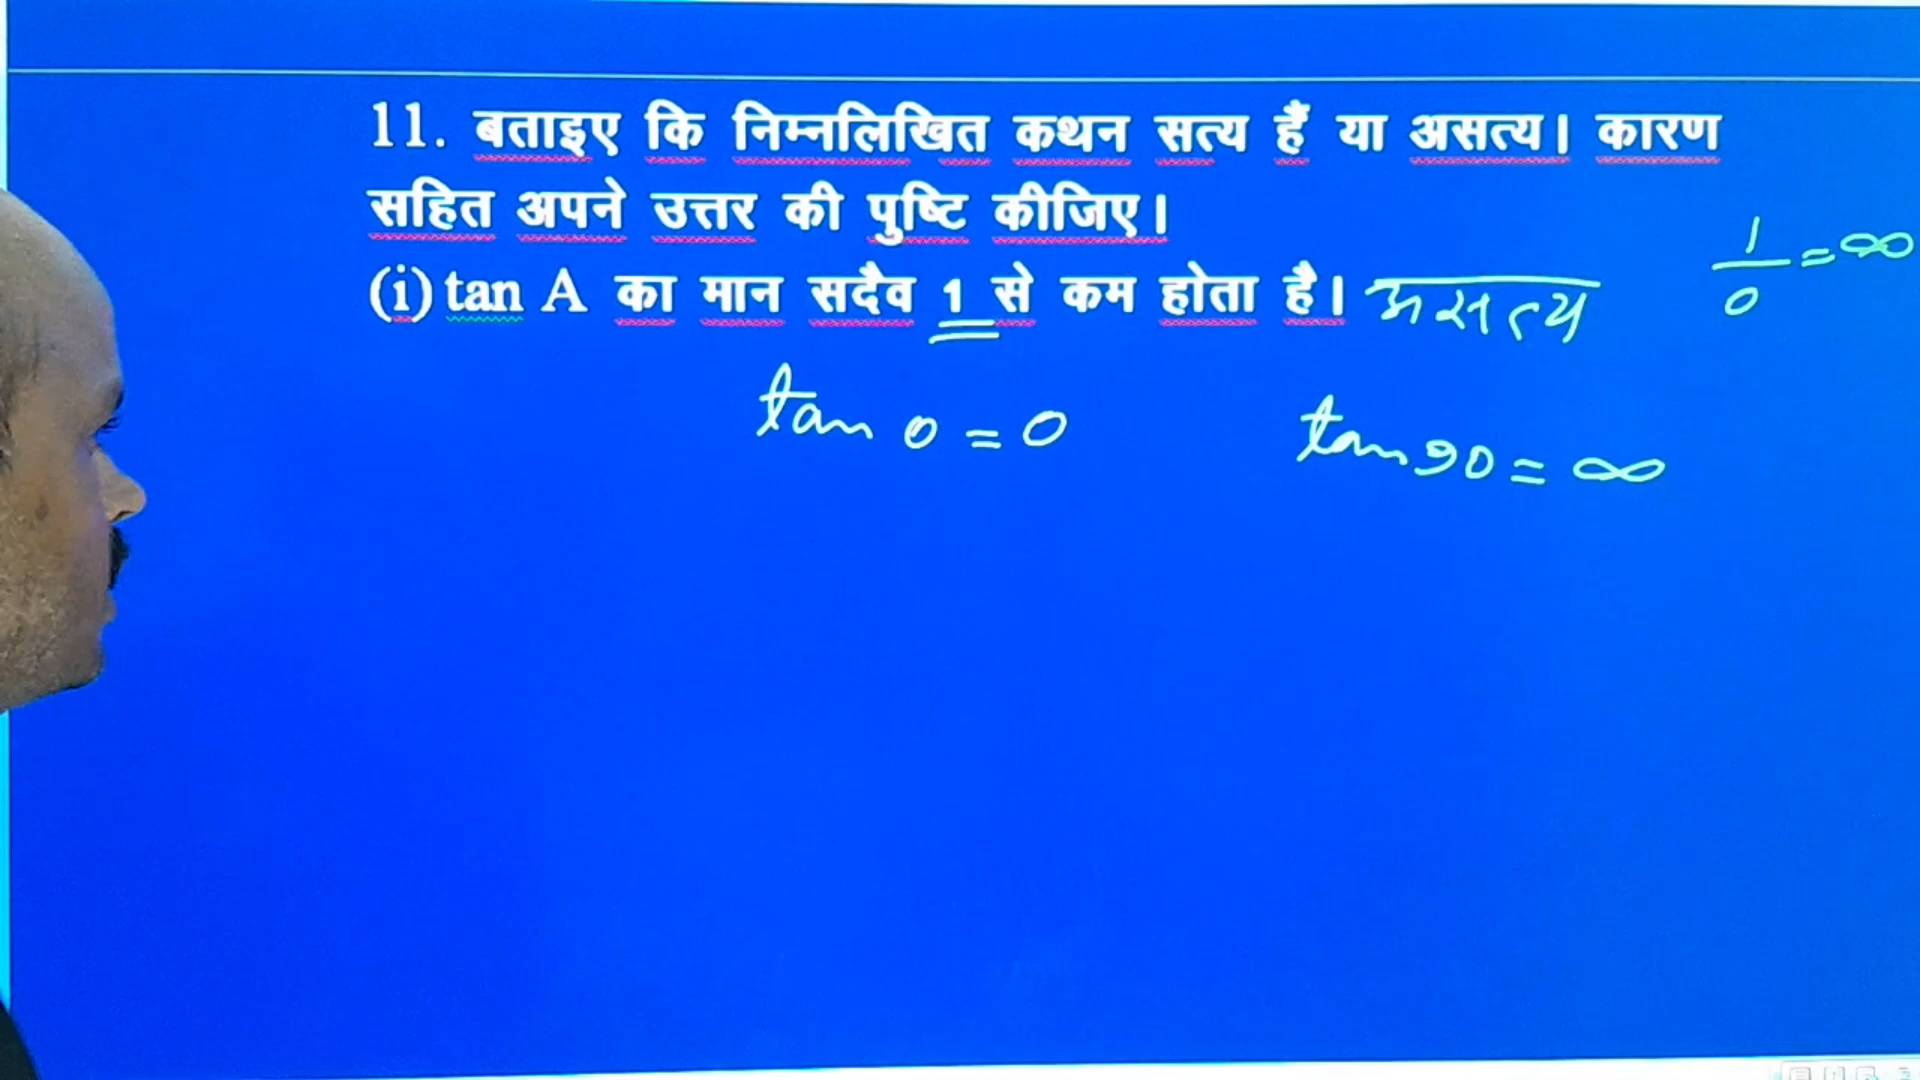 11. बताइए कि निम्नलिखित कथन सत्य हैं या असत्य। कारण
सहित अपने उत्तर की पुष्टि कीजिए।
(i) tan A का मान सदैव 1 से कम होता है। असत्य
1/0 = ∞
tan 0 = 0
tan 90 = ∞